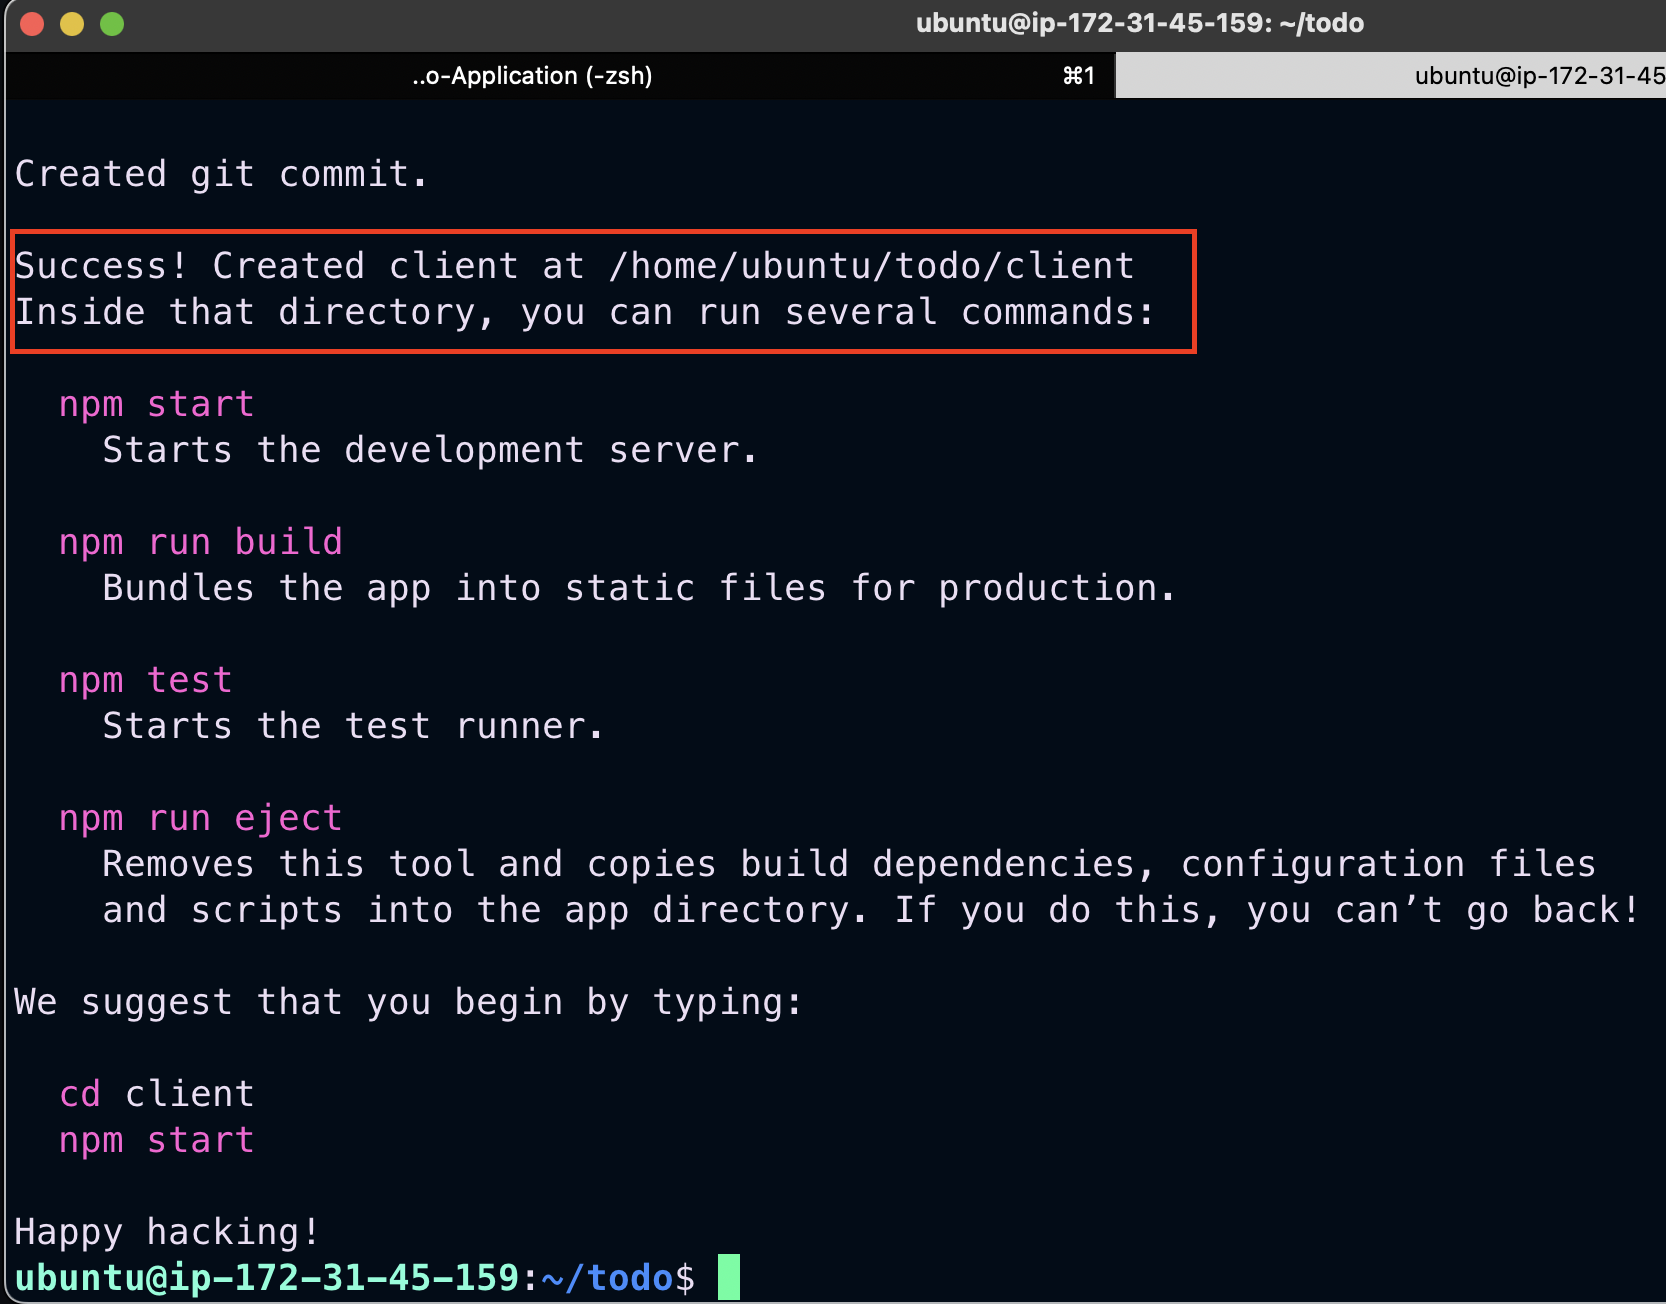 ubuntu@ip-172-31-45-159: ~/todo
..o-Application (-zsh) ⌘1 ubuntu@ip-172-31-45
Created git commit.
Success! Created client at /home/ubuntu/todo/client
Inside that directory, you can run several commands:
npm start
Starts the development server.
npm run build
Bundles the app into static files for production.
npm test
Starts the test runner.
npm run eject
Removes this tool and copies build dependencies, configuration files
and scripts into the app directory. If you do this, you can’t go back!
We suggest that you begin by typing:
cd client
npm start
Happy hacking!
ubuntu@ip-172-31-45-159:~/todo$